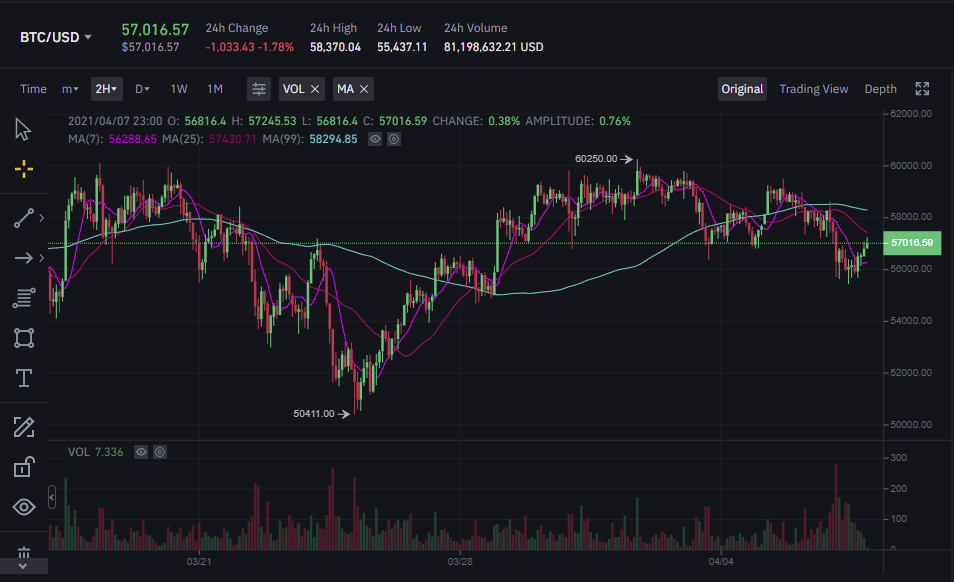 BTC/USD
57,016.57
$57,016.57
24h Change
-1,033.43 -1.78%
24h High
58,370.04
24h Low
55,437.11
24h Volume
81,198,632.21 USD
Time m 2H D 1W 1M VOL MA Original Trading View Depth
2021/04/07 23:00 O: 56816.4 H: 57245.53 L: 56816.4 C: 57016.59 CHANGE: 0.38% AMPLITUDE: 0.76%
MA(7): 56288.65 MA(25): 57430.71 MA(99): 58294.85
62000.00
60250.00
60000.00
58000.00
57016.59
56000.00
54000.00
52000.00
50411.00
50000.00
VOL 7.336
300
200
100
0
03/21 03/28 04/04